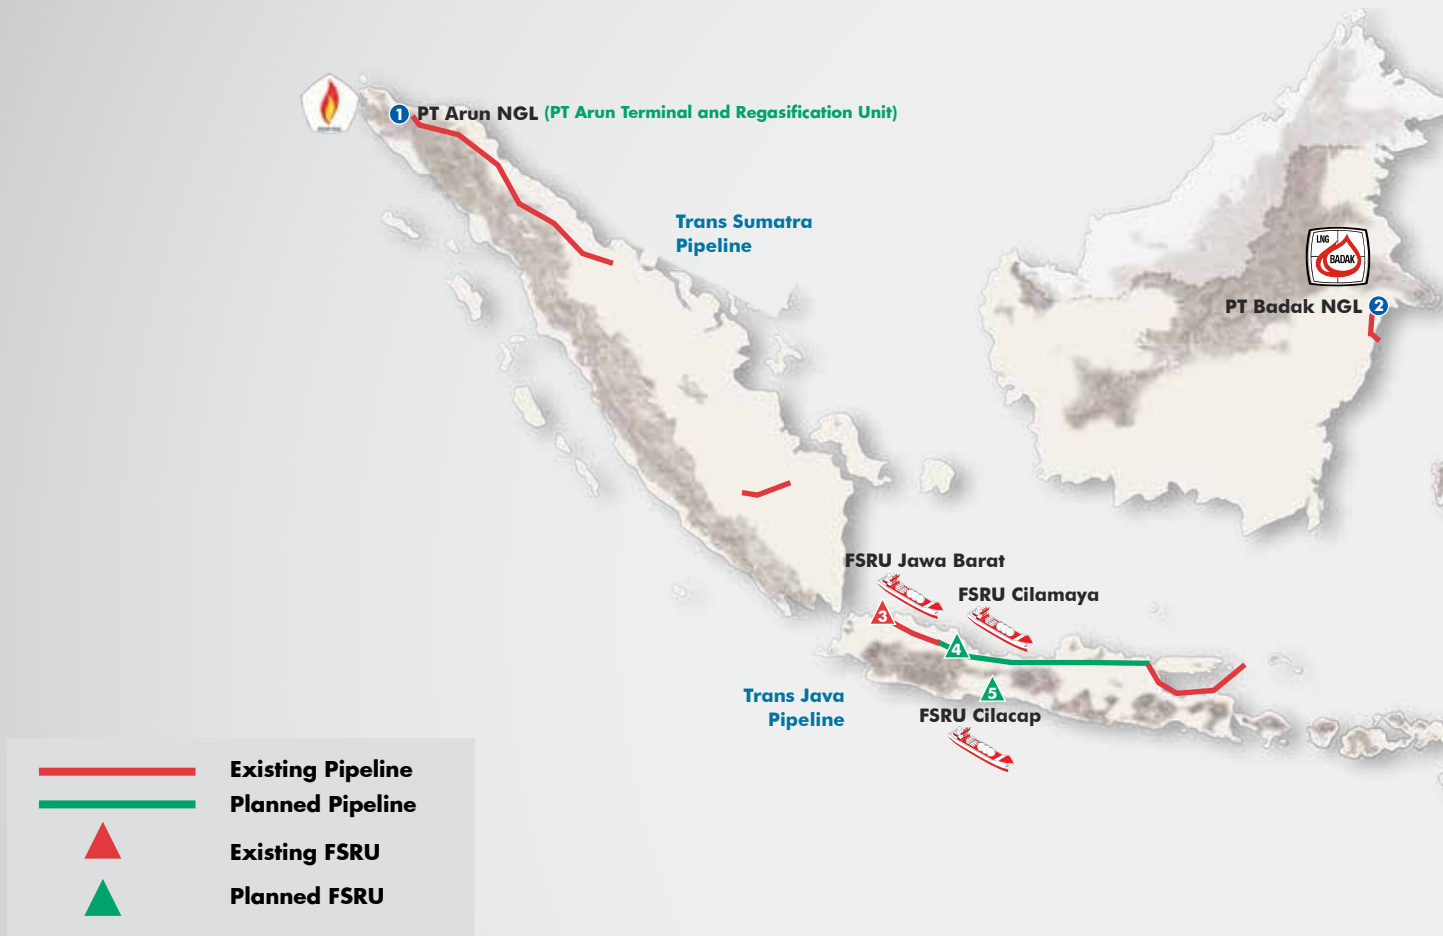 1 PT Arun NGL (PT Arun Terminal and Regasification Unit)
Trans Sumatra
Pipeline
LNG
BADAK
PT Badak NGL 2
FSRU Jawa Barat
FSRU Cilamaya
3
4
5
Trans Java
Pipeline
FSRU Cilacap
Existing Pipeline
Planned Pipeline
Existing FSRU
Planned FSRU